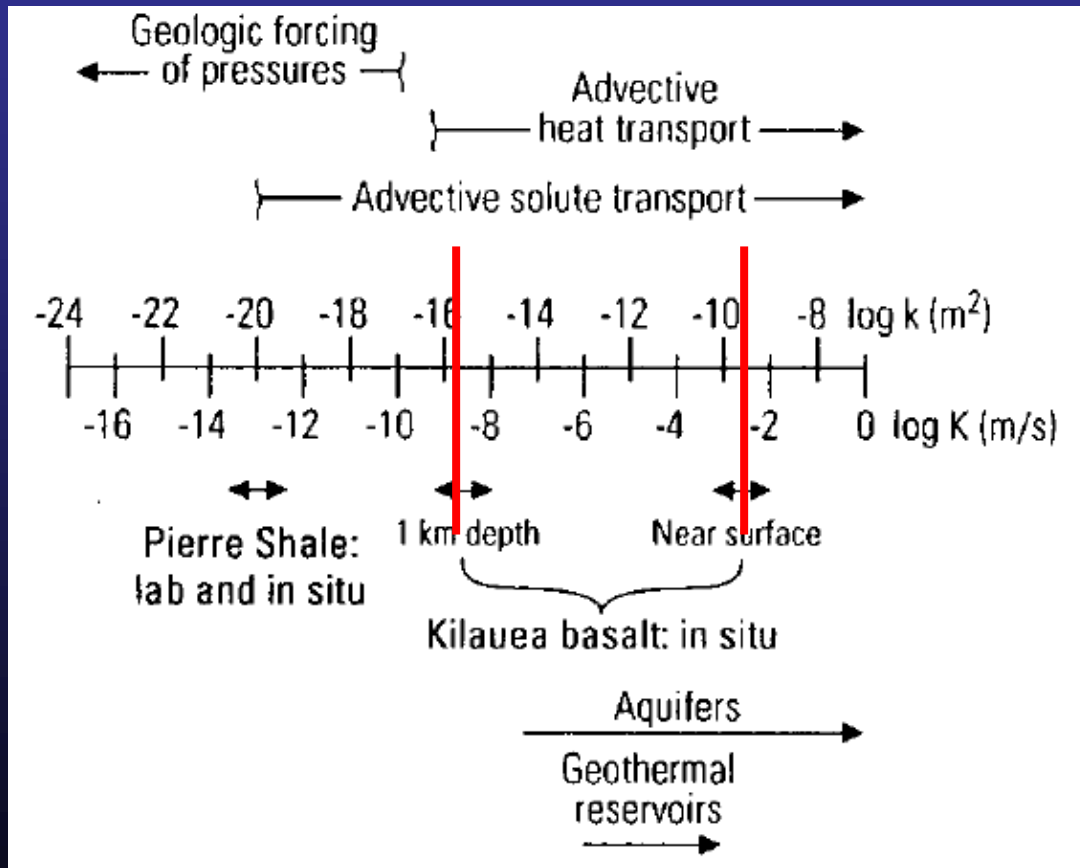 Geologic forcing
of pressures
Advective
heat transport
Advective solute transport
-24 -22 -20 -18 -16 -14 -12 -10 -8 log k (m²)
-16 -14 -12 -10 -8 -6 -4 -2 0 log K (m/s)
Pierre Shale:
lab and in situ
1 km depth
Near surface
Kilauea basalt: in situ
Aquifers
Geothermal
reservoirs